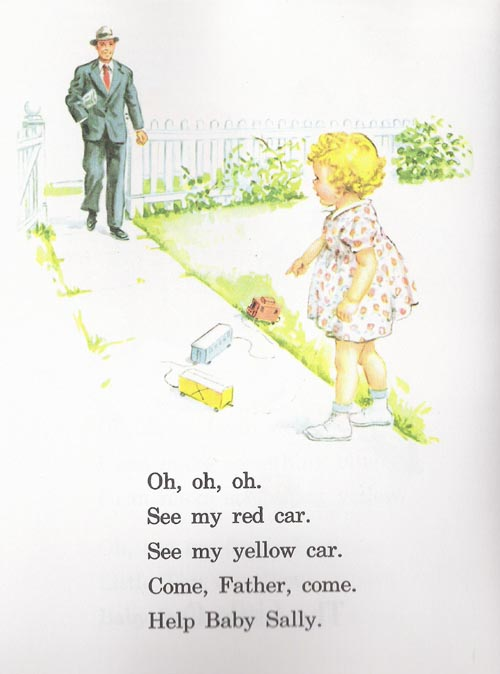 Oh, oh, oh.
See my red car.
See my yellow car.
Come, Father, come.
Help Baby Sally.